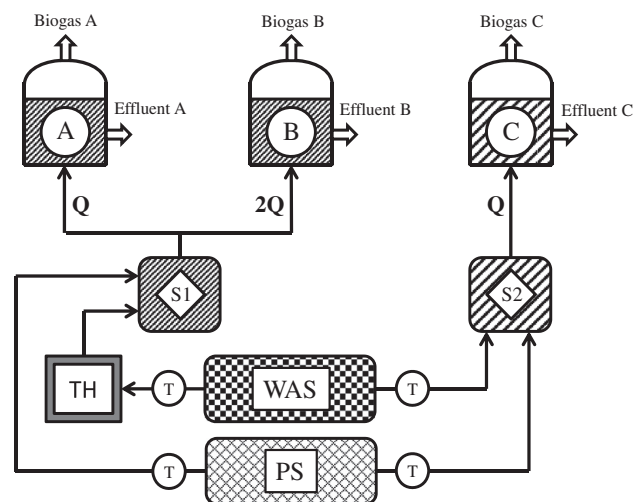 Biogas A
Biogas B
Biogas C
Effluent A
Effluent B
Effluent C
A
B
C
Q
2Q
Q
S1
S2
TH
T
WAS
T
T
PS
T